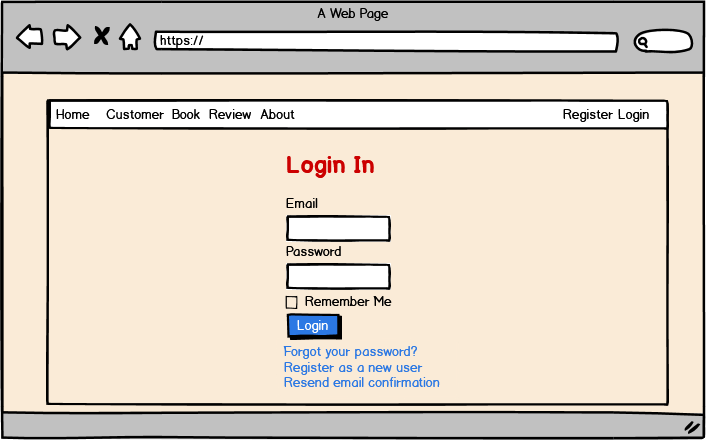 A Web Page
https://
Home Customer Book Review About Register Login
Login In
Email
Password
Remember Me
Login
Forgot your password?
Register as a new user
Resend email confirmation